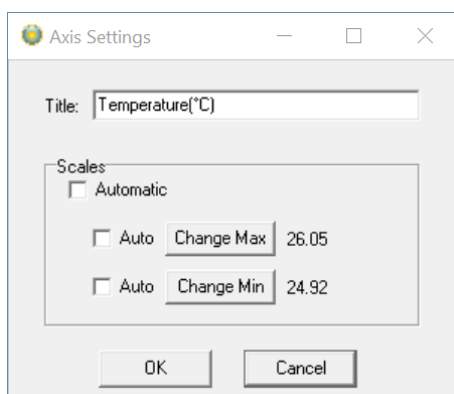 Axis Settings
Title: Temperature(°C)
Scales
Automatic
Auto Change Max 26.05
Auto Change Min 24.92
OK Cancel